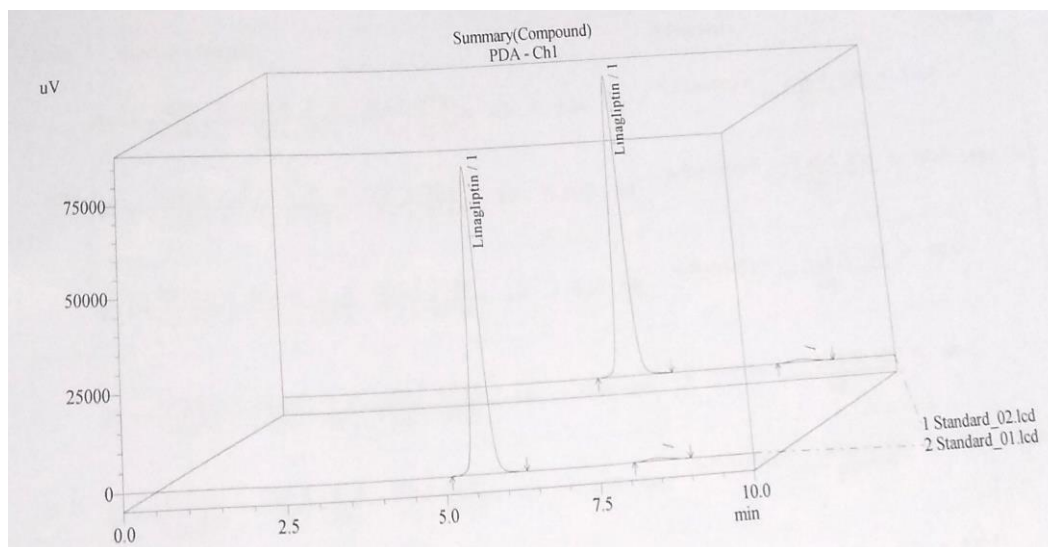 Summary(Compound)
PDA - Ch1
uV
Linagliptin / 1
Linagliptin / 1
75000
50000
25000
0
0.0
2.5
5.0
7.5
10.0
min
1 Standard_02.lcd
2 Standard_01.lcd